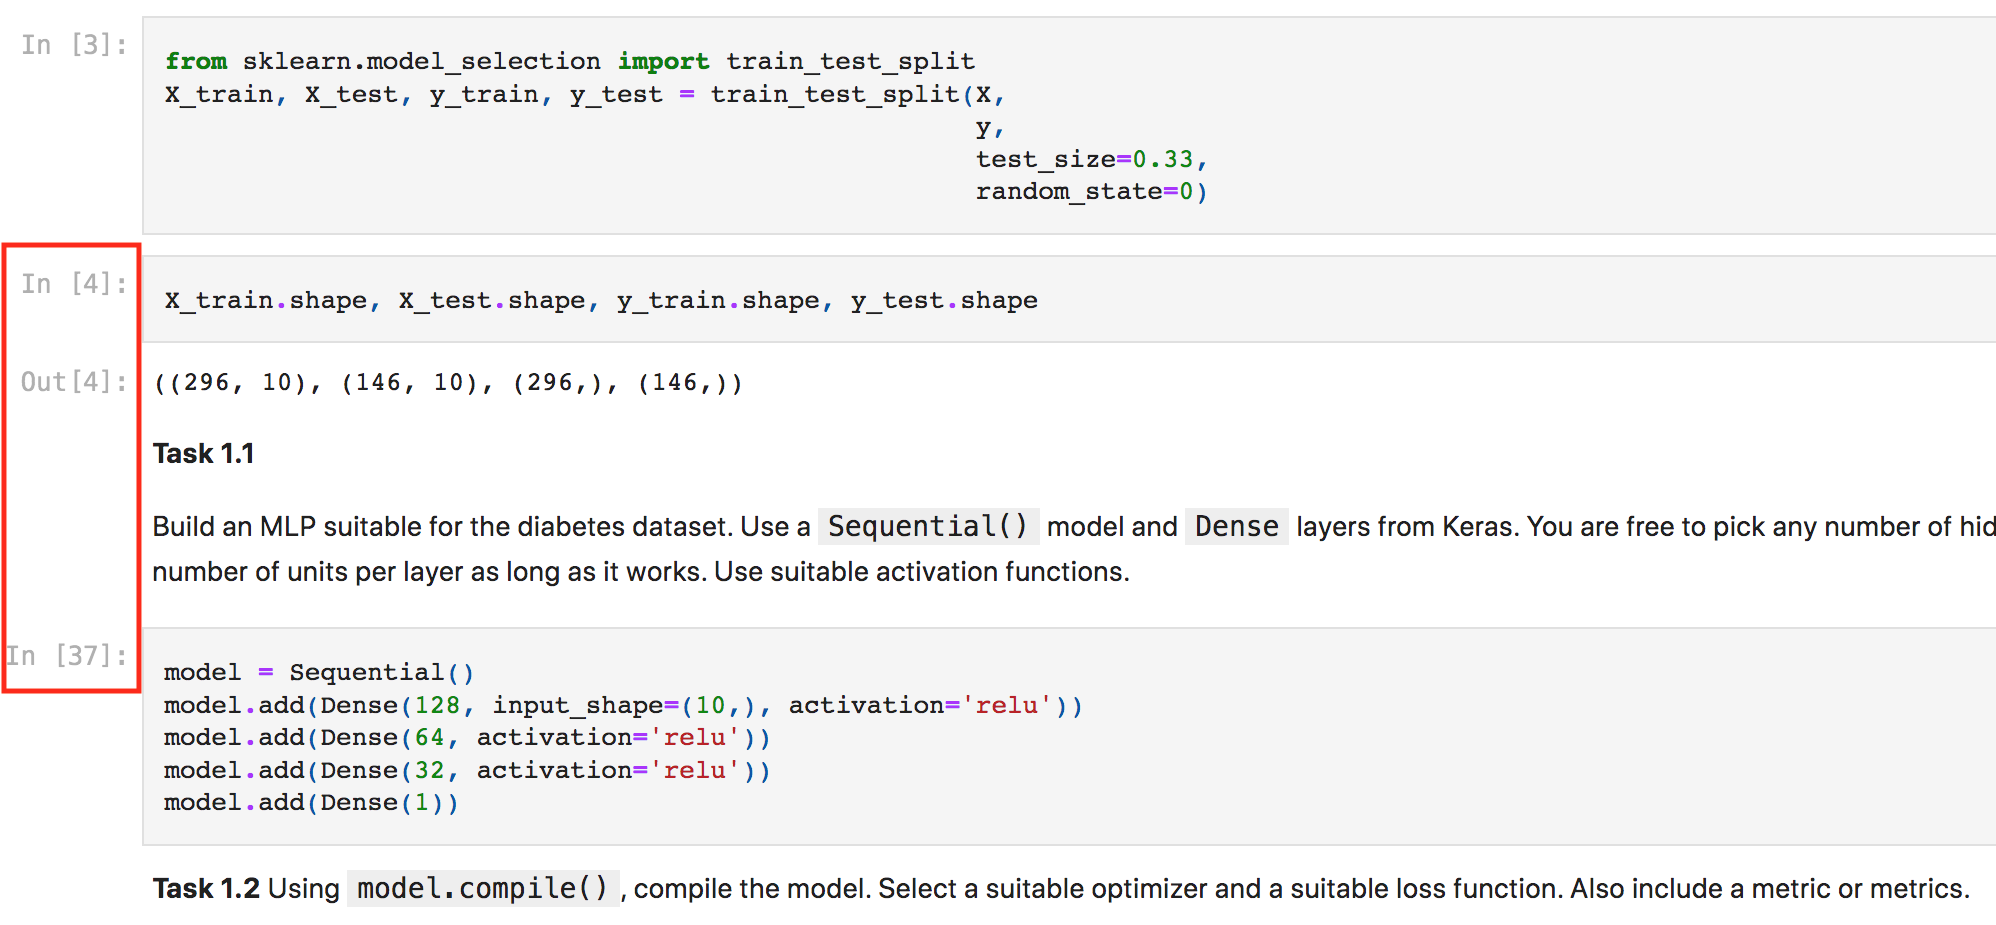 In [3]:
from sklearn.model_selection import train_test_split
X_train, X_test, y_train, y_test = train_test_split(X,
y,
test_size=0.33,
random_state=0)
In [4]:
X_train.shape, X_test.shape, y_train.shape, y_test.shape
Out[4]:
((296, 10), (146, 10), (296,), (146,))
Task 1.1
Build an MLP suitable for the diabetes dataset. Use a Sequential() model and Dense layers from Keras. You are free to pick any number of
number of units per layer as long as it works. Use suitable activation functions.
In [37]:
model = Sequential()
model.add(Dense(128, input_shape=(10,), activation='relu'))
model.add(Dense(64, activation='relu'))
model.add(Dense(32, activation='relu'))
model.add(Dense(1))
Task 1.2 Using model.compile(), compile the model. Select a suitable optimizer and a suitable loss function. Also include a metric or metrics.